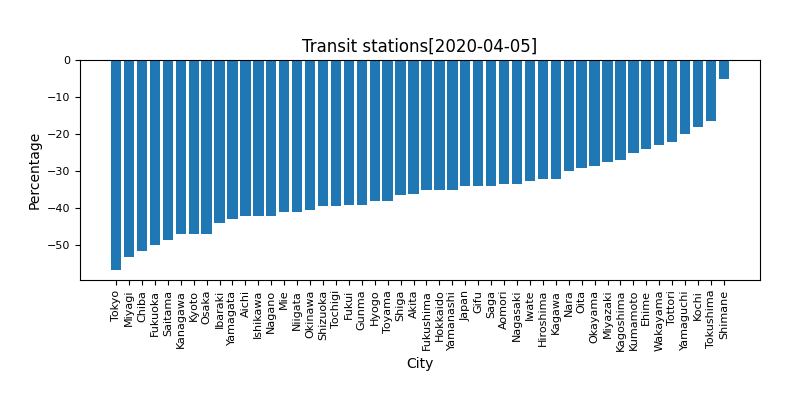 Transit stations[2020-04-05]
Percentage
0
−10
−20
−30
−40
−50
Tokyo
Miyagi
Chiba
Fukuoka
Saitama
Kanagawa
Kyoto
Osaka
Ibaraki
Yamagata
Aichi
Ishikawa
Nagano
Mie
Niigata
Okinawa
Shizuoka
Tochigi
Fukui
Gunma
Hyogo
Toyama
Shiga
Akita
Fukushima
Hokkaido
Yamanashi
Japan
Gifu
Saga
Aomori
Nagasaki
Iwate
Hiroshima
Kagawa
Nara
Oita
Okayama
Miyazaki
Kagoshima
Kumamoto
Ehime
Wakayama
Tottori
Yamaguchi
Kochi
Tokushima
Shimane
City